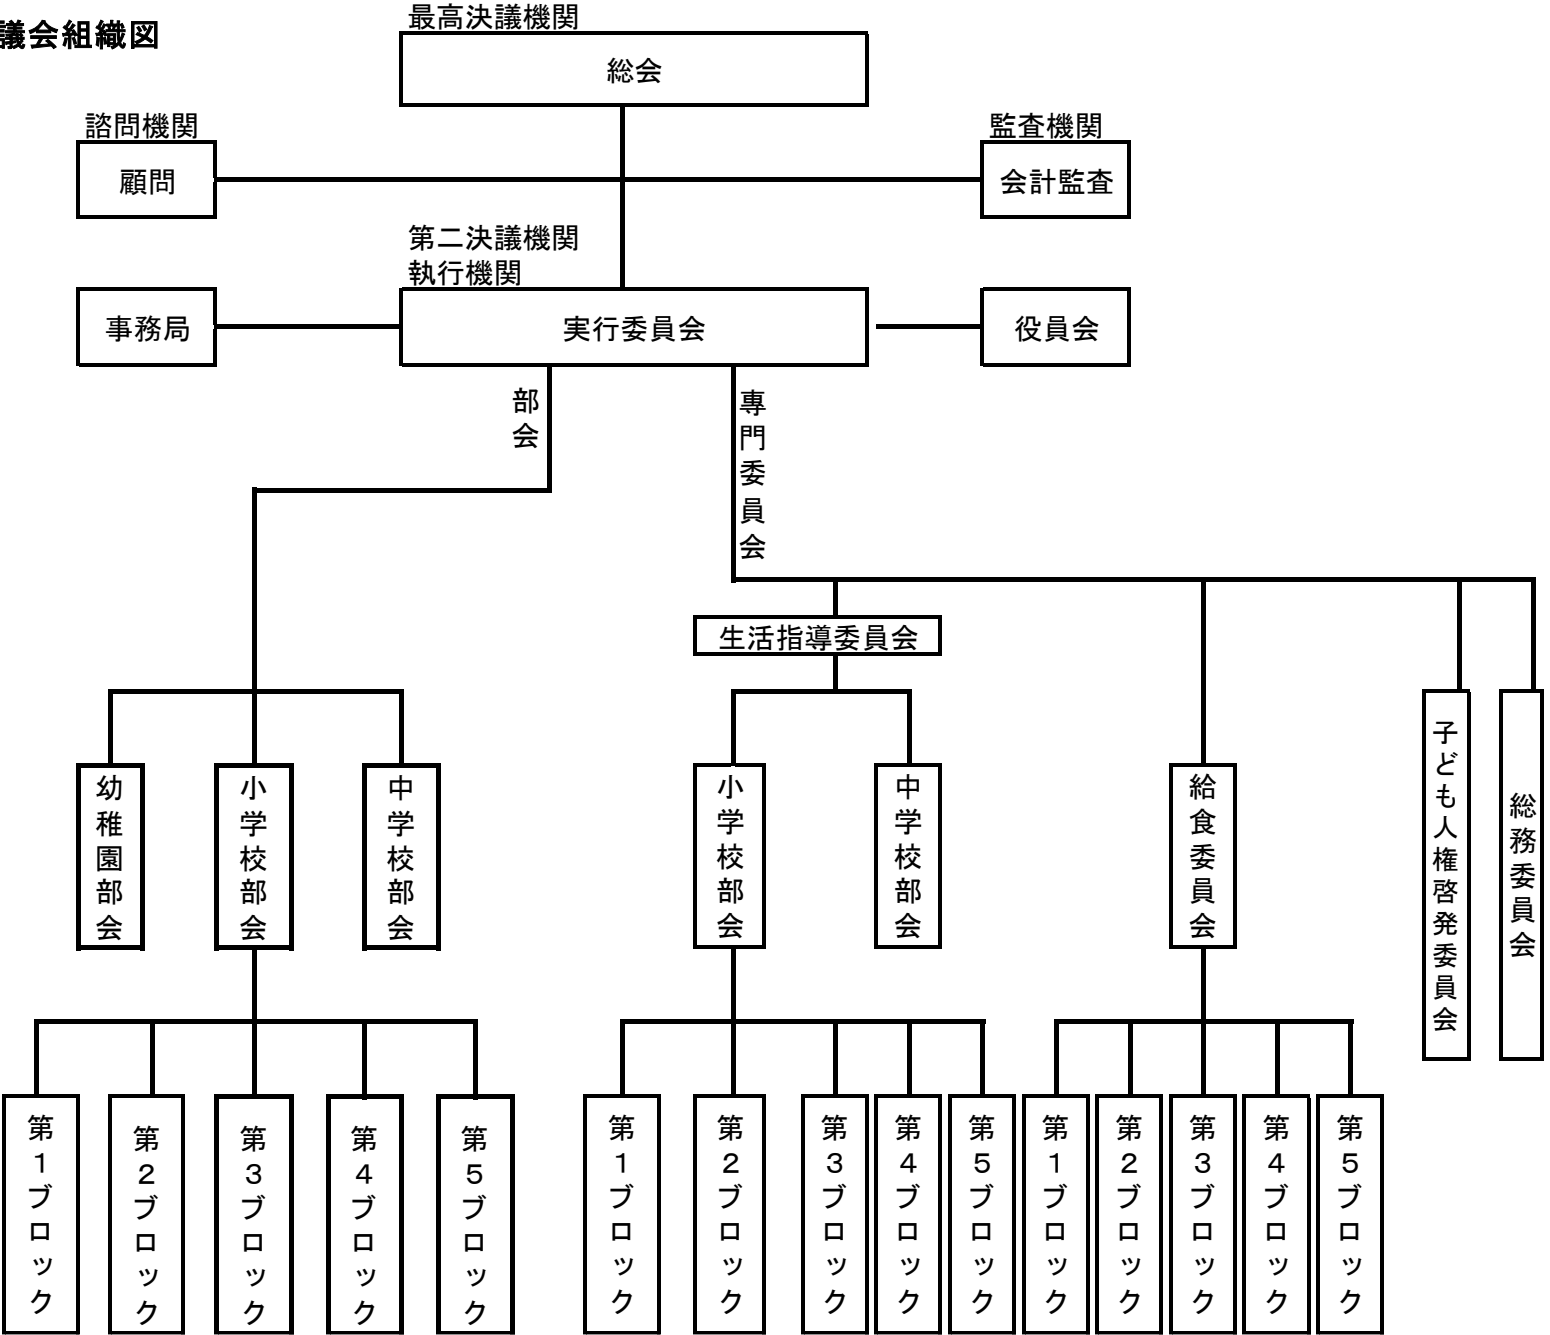 議会組織図
最高決議機関
総会
諮問機関
顧問
監査機関
会計監査
第二決議機関
執行機関
事務局
実行委員会
役員会
部会
専門委員会
生活指導委員会
幼稚園部会
小学校部会
中学校部会
小学校部会
中学校部会
給食委員会
子ども人権啓発委員会
総務委員会
第１ブロック
第２ブロック
第３ブロック
第４ブロック
第５ブロック
第１ブロック
第２ブロック
第３ブロック
第４ブロック
第５ブロック
第１ブロック
第２ブロック
第３ブロック
第４ブロック
第５ブロック